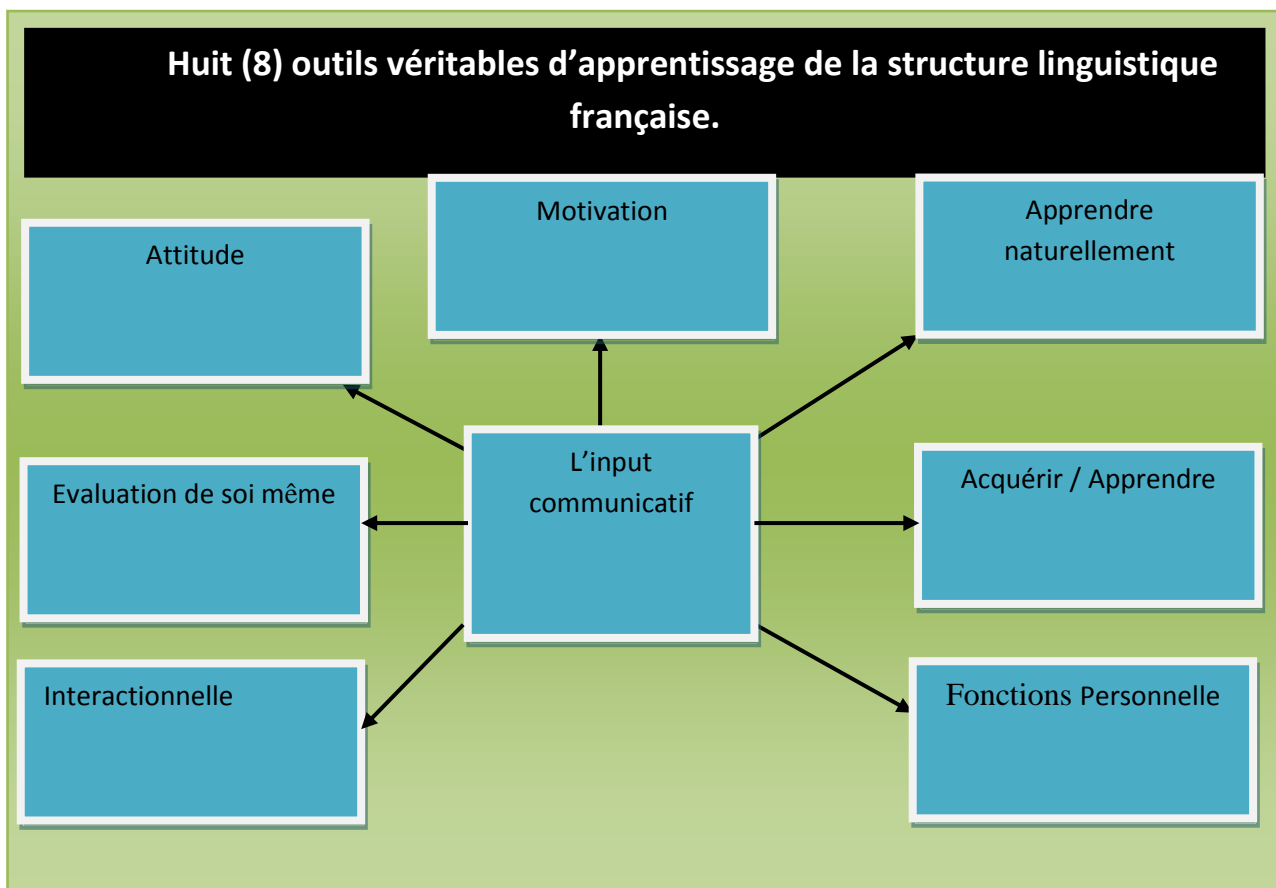 Huit (8) outils véritables d’apprentissage de la structure linguistique
française.
Attitude
Motivation
Apprendre
naturellement
Evaluation de soi même
L’input
communicatif
Acquérir / Apprendre
Interactionnelle
Fonctions Personnelle